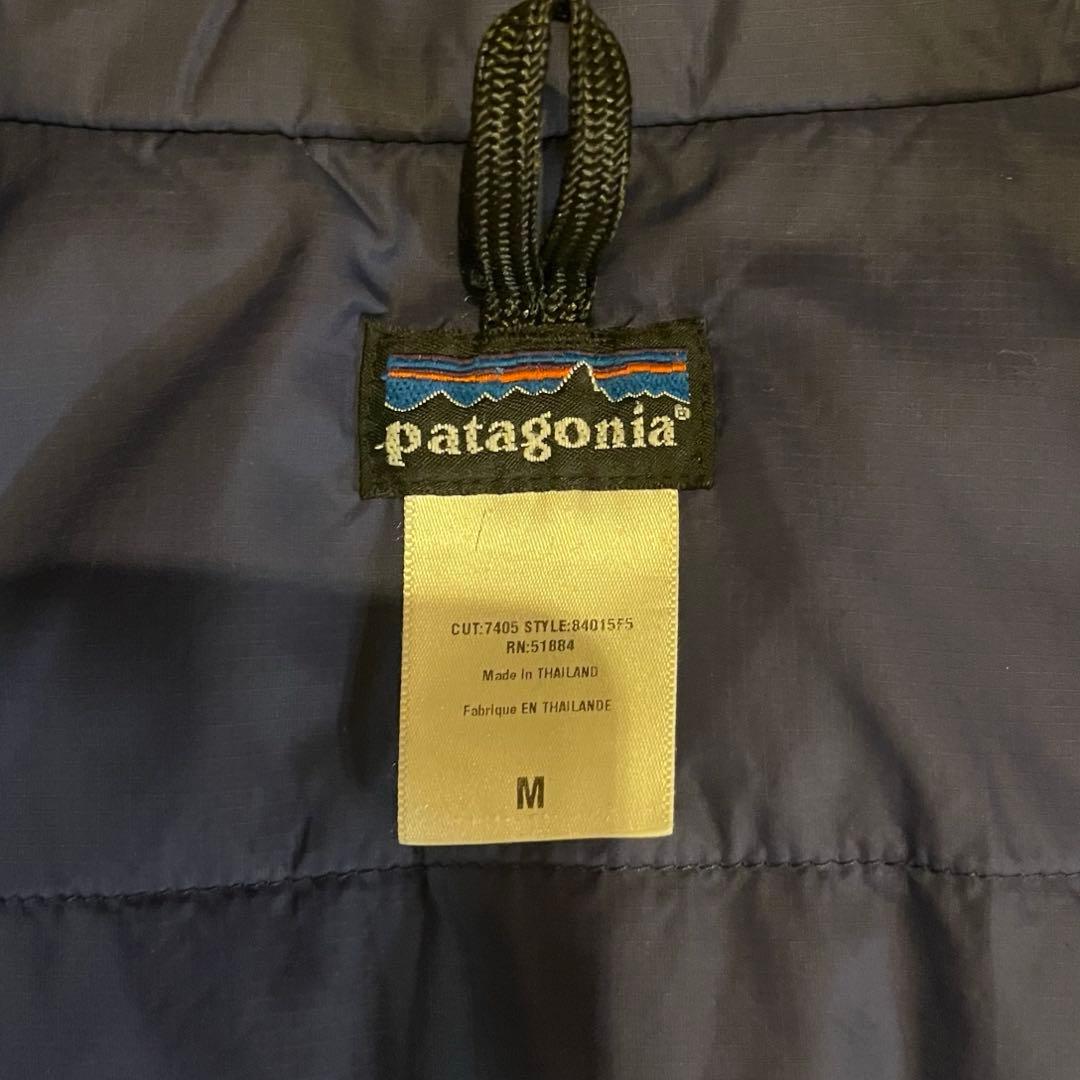 patagonia®
CUT:7405 STYLE:84015F5
RN:51884
Made in THAILAND
Fabrique EN THAILANDE
M